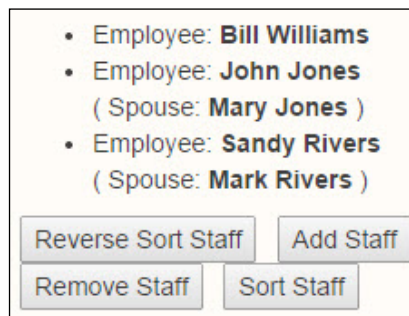 • Employee: Bill Williams
• Employee: John Jones
( Spouse: Mary Jones )
• Employee: Sandy Rivers
( Spouse: Mark Rivers )
Reverse Sort Staff Add Staff
Remove Staff Sort Staff